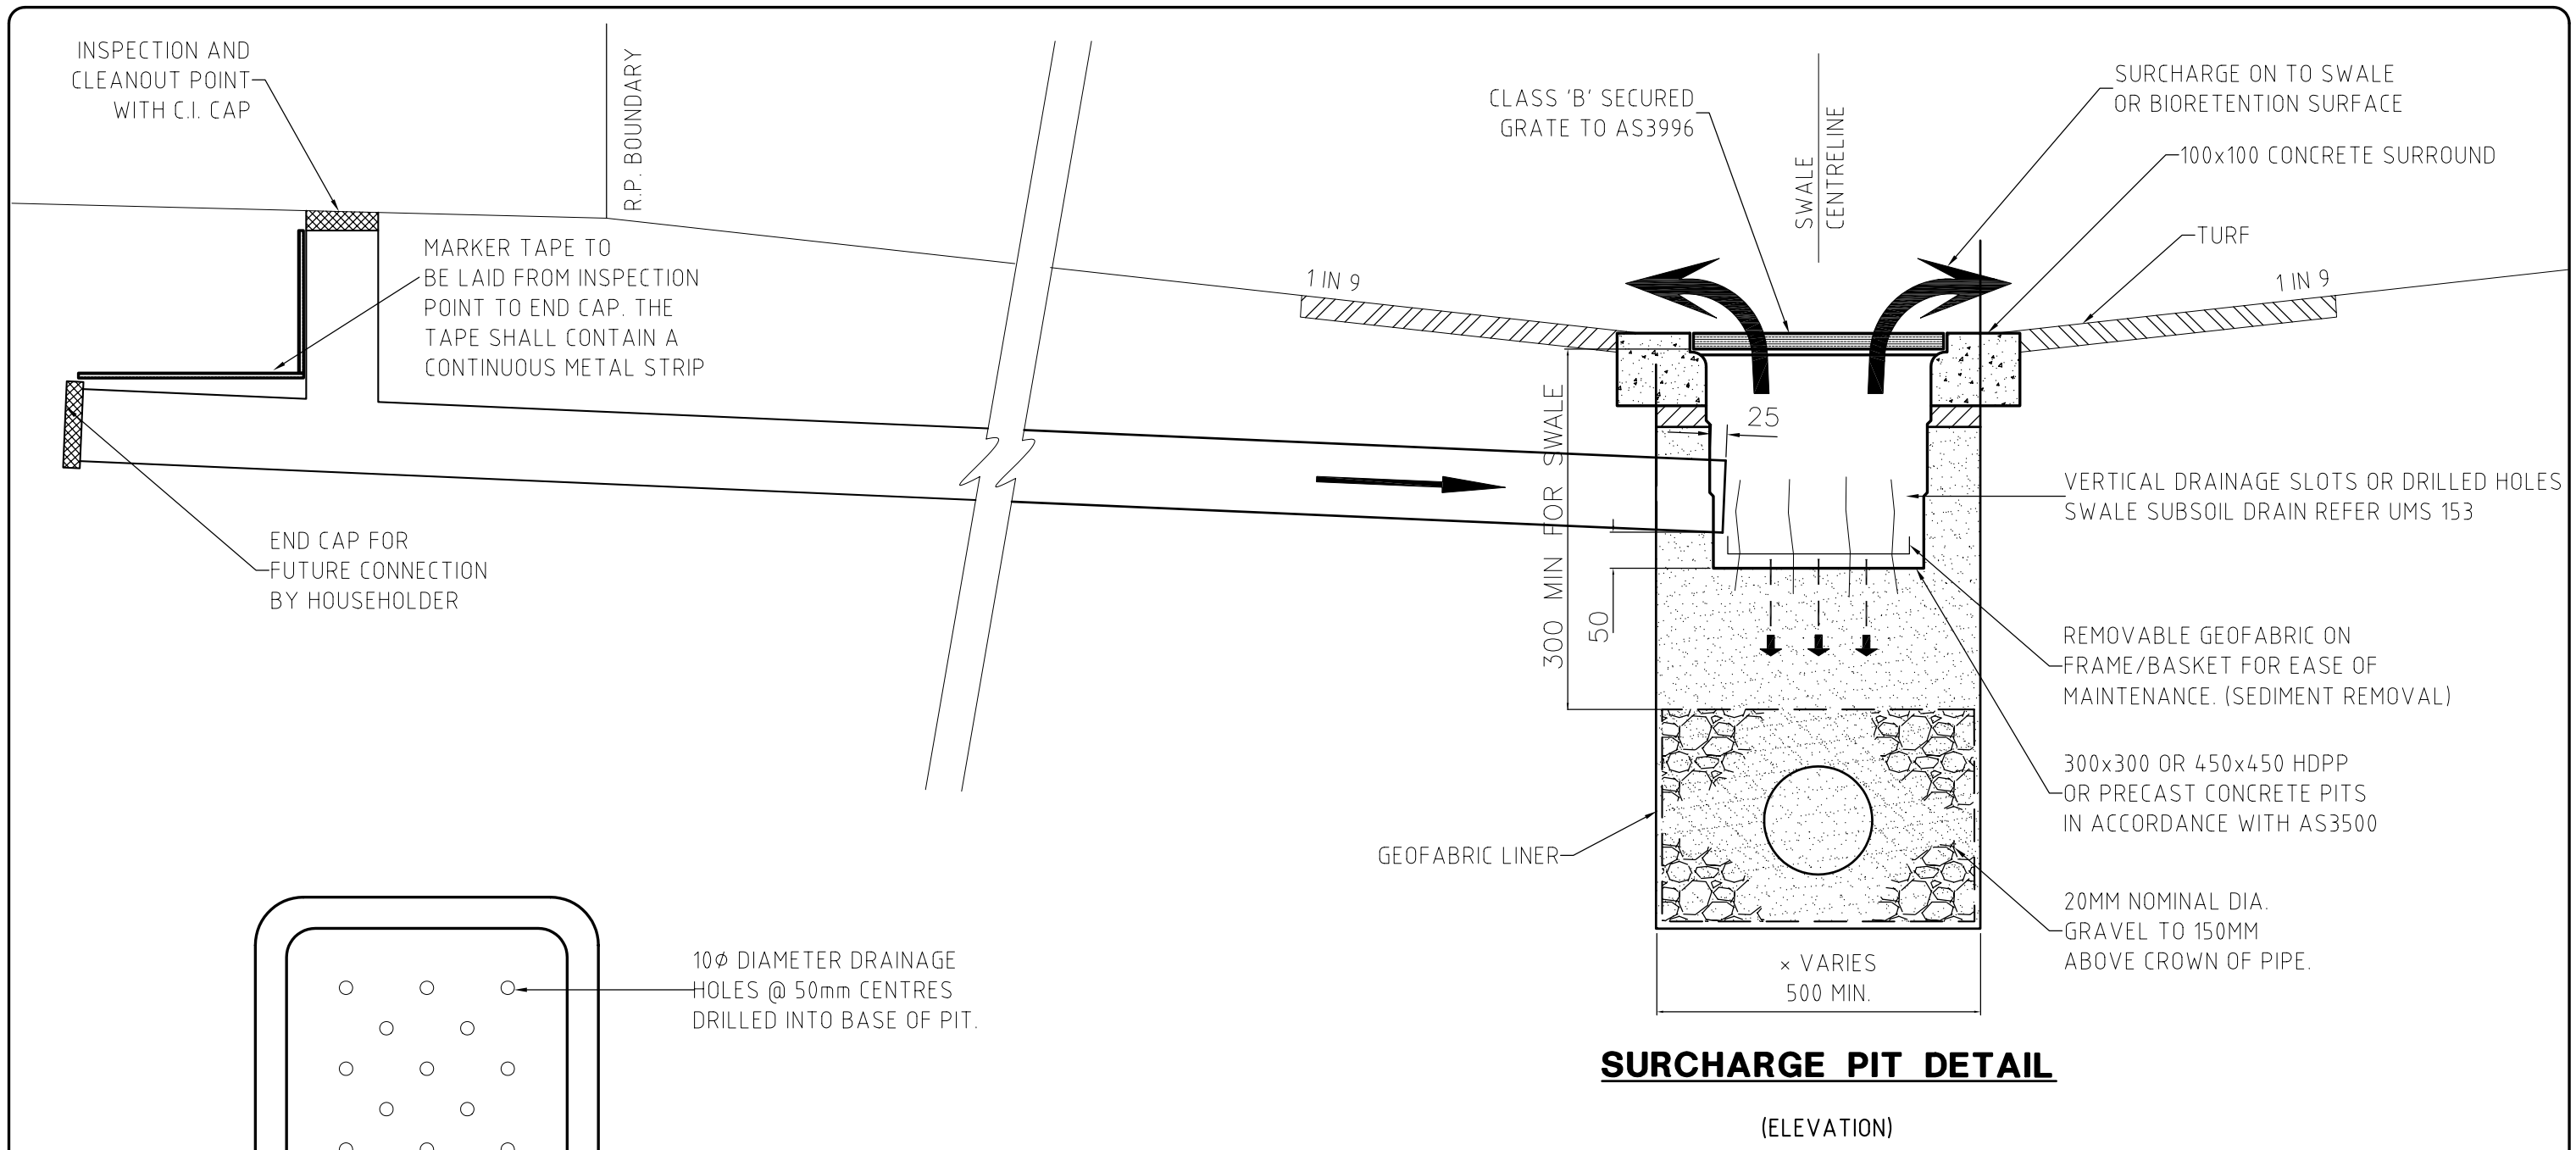 INSPECTION AND
CLEANOUT POINT
WITH C.I. CAP
R.P. BOUNDARY
MARKER TAPE TO
BE LAID FROM INSPECTION
POINT TO END CAP. THE
TAPE SHALL CONTAIN A
CONTINUOUS METAL STRIP
END CAP FOR
FUTURE CONNECTION
BY HOUSEHOLDER
CLASS 'B' SECURED
GRATE TO AS3996
SWALE
CENTRELINE
SURCHARGE ON TO SWALE
OR BIORETENTION SURFACE
100x100 CONCRETE SURROUND
TURF
1 IN 9
1 IN 9
25
300 MIN FOR SWALE
50
VERTICAL DRAINAGE SLOTS OR DRILLED HOLES
SWALE SUBSOIL DRAIN REFER UMS 153
REMOVABLE GEOFABRIC ON
FRAME/BASKET FOR EASE OF
MAINTENANCE. (SEDIMENT REMOVAL)
300x300 OR 450x450 HDPP
OR PRECAST CONCRETE PITS
IN ACCORDANCE WITH AS3500
GEOFABRIC LINER
20MM NOMINAL DIA.
GRAVEL TO 150MM
ABOVE CROWN OF PIPE.
× VARIES
500 MIN.
10Ø DIAMETER DRAINAGE
HOLES @ 50mm CENTRES
DRILLED INTO BASE OF PIT.
SURCHARGE PIT DETAIL
(ELEVATION)